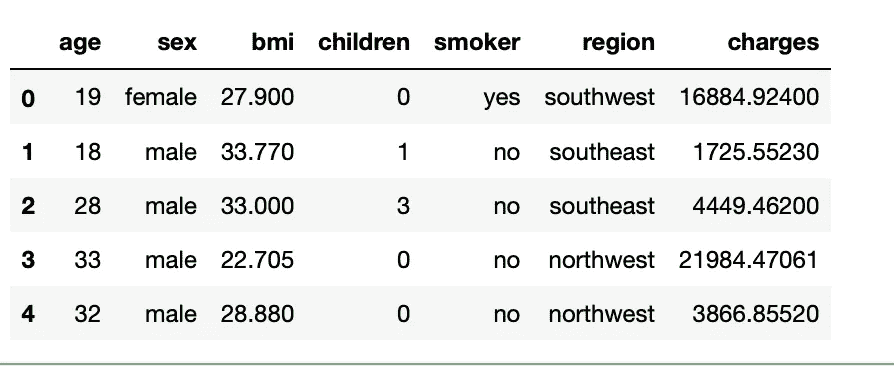 age sex bmi children smoker region charges
0 19 female 27.900 0 yes southwest 16884.92400
1 18 male 33.770 1 no southeast 1725.55230
2 28 male 33.000 3 no southeast 4449.46200
3 33 male 22.705 0 no northwest 21984.47061
4 32 male 28.880 0 no northwest 3866.85520